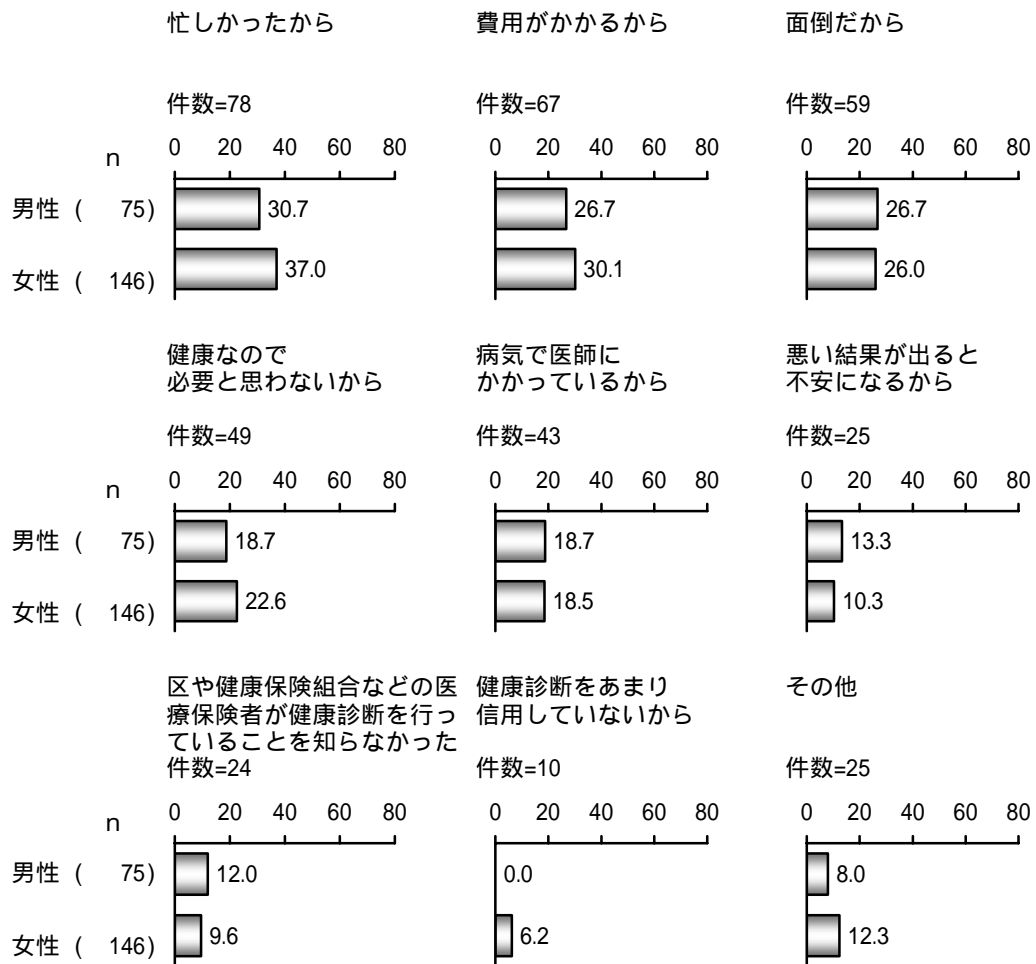 忙しかったから 費用がかかるから 面倒だから
件数=78 件数=67 件数=59
n 0 20 40 60 80 0 20 40 60 80 0 20 40 60 80
男性 ( 75) 30.7 26.7 26.7
女性 ( 146) 37.0 30.1 26.0
健康なので 病気で医師に 悪い結果が出ると
必要と思わないから かかっているから 不安になるから
件数=49 件数=43 件数=25
n 0 20 40 60 80 0 20 40 60 80 0 20 40 60 80
男性 ( 75) 18.7 18.7 13.3
女性 ( 146) 22.6 18.5 10.3
区や健康保険組合などの医 健康診断をあまり その他
療保険者が健康診断を行っ 信用していないから
ていることを知らなかった
件数=24 件数=10 件数=25
n 0 20 40 60 80 0 20 40 60 80 0 20 40 60 80
男性 ( 75) 12.0 0.0 8.0
女性 ( 146) 9.6 6.2 12.3